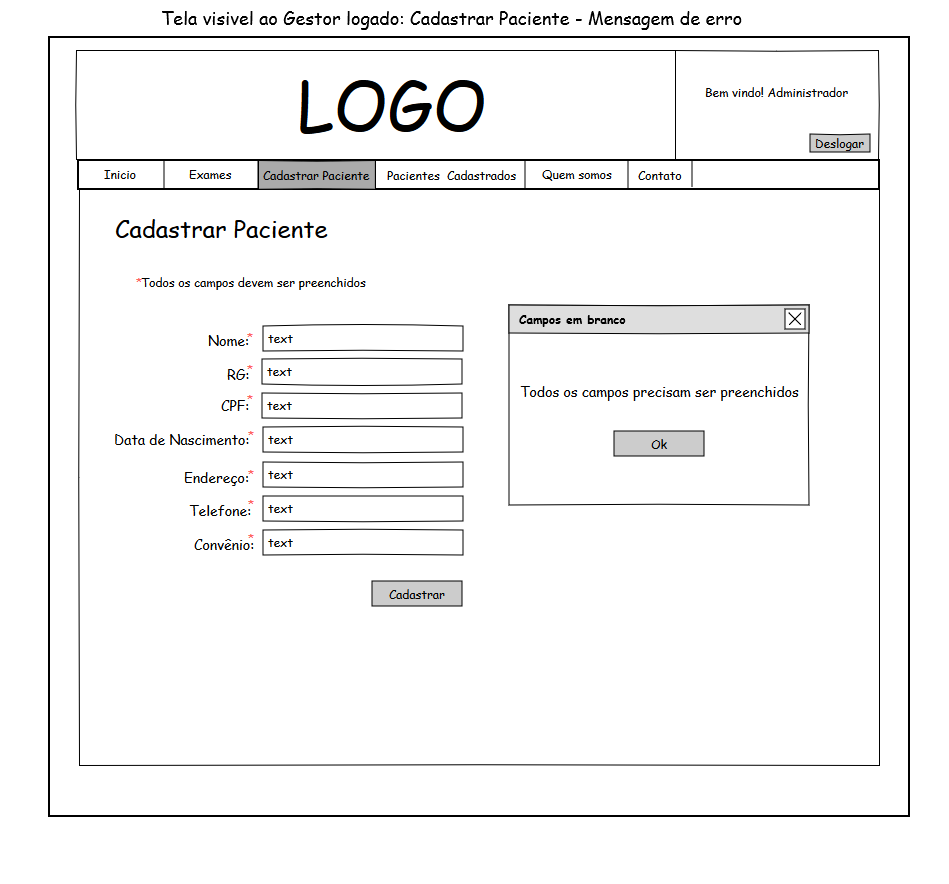 Tela visivel ao Gestor logado: Cadastrar Paciente - Mensagem de erro
LOGO
Bem vindo! Administrador
Deslogar
Inicio Exames Cadastrar Paciente Pacientes Cadastrados Quem somos Contato
Cadastrar Paciente
*Todos os campos devem ser preenchidos
Nome:* text
RG:* text
CPF:* text
Data de Nascimento:* text
Endereço:* text
Telefone:* text
Convênio:* text
Cadastrar
Campos em branco
Todos os campos precisam ser preenchidos
Ok